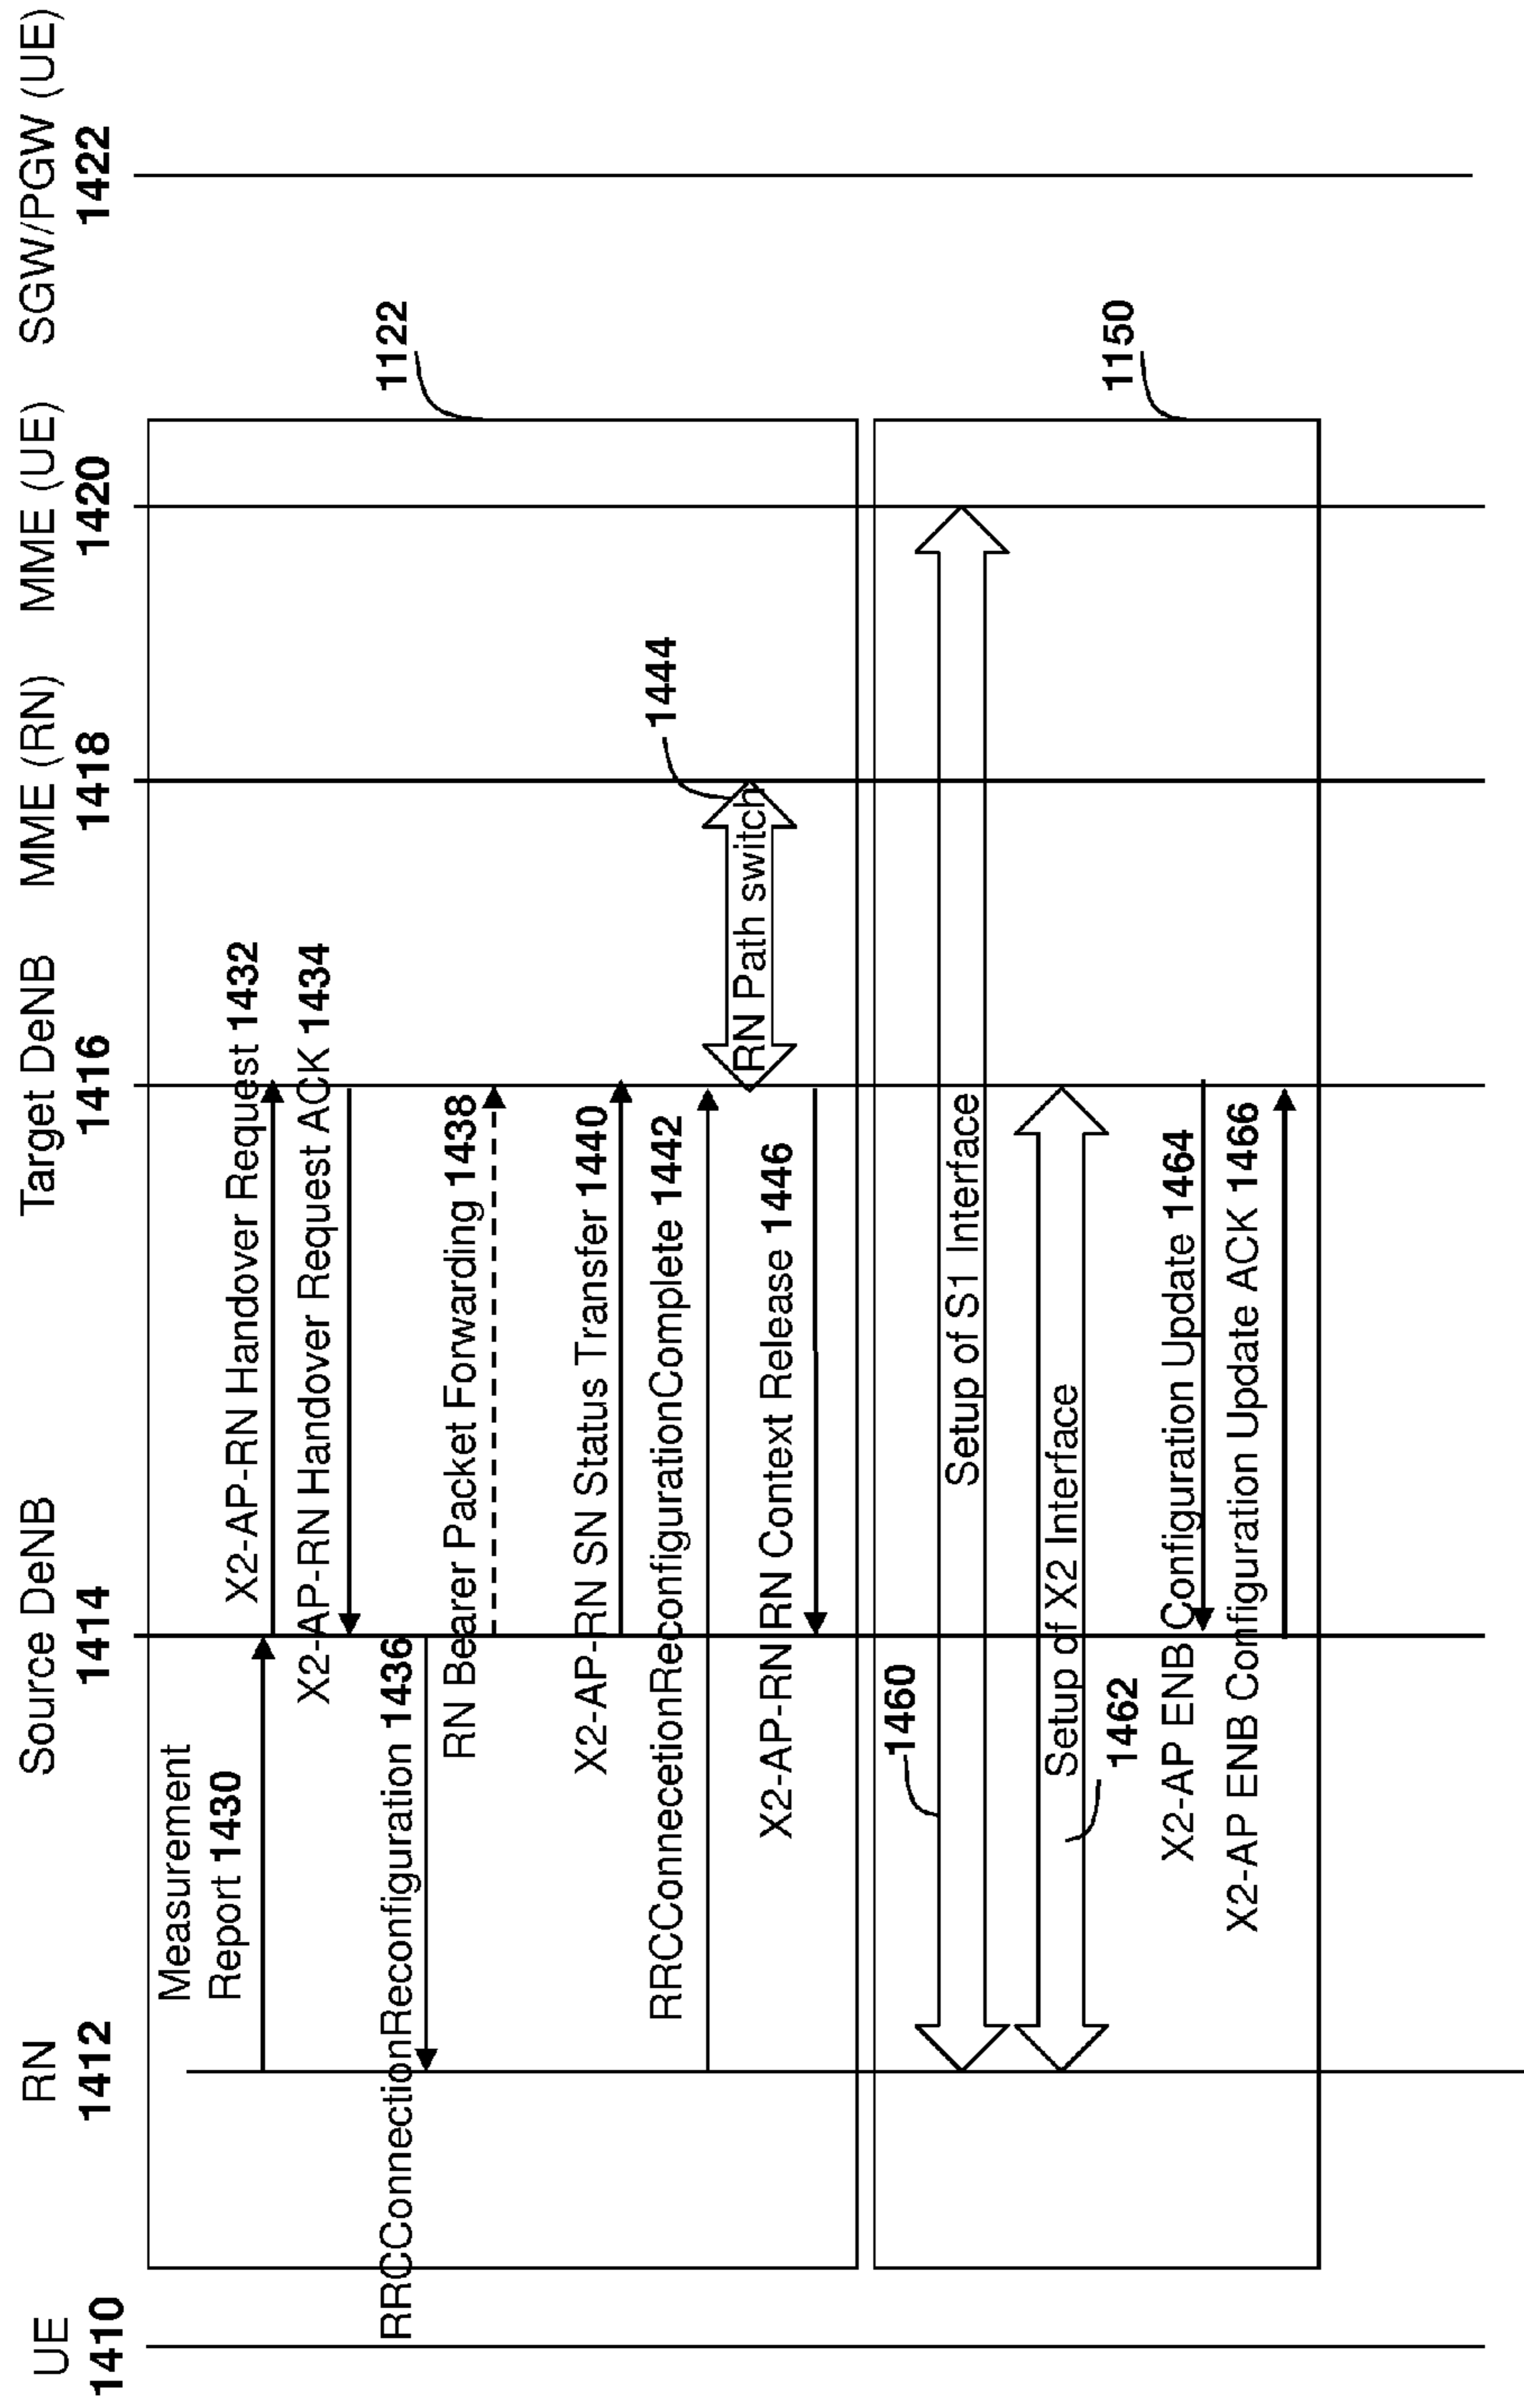 UE
1410
RN
1412
Source DeNB
1414
Target DeNB
1416
MME (RN)
1418
MME (UE)
1420
SGW/PGW (UE)
1422
1122
Measurement
Report 1430
X2-AP-RN Handover Request 1432
X2-AP-RN Handover Request ACK 1434
RRCConnectionReconfiguration 1436
RN Bearer Packet Forwarding 1438
X2-AP-RN SN Status Transfer 1440
RRCConnecetionReconfigurationComplete 1442
1444
RN Path switch
X2-AP-RN RN Context Release 1446
1150
1460
Setup of S1 Interface
Setup of X2 Interface
1462
X2-AP ENB Configuration Update 1464
X2-AP ENB Configuration Update ACK 1466